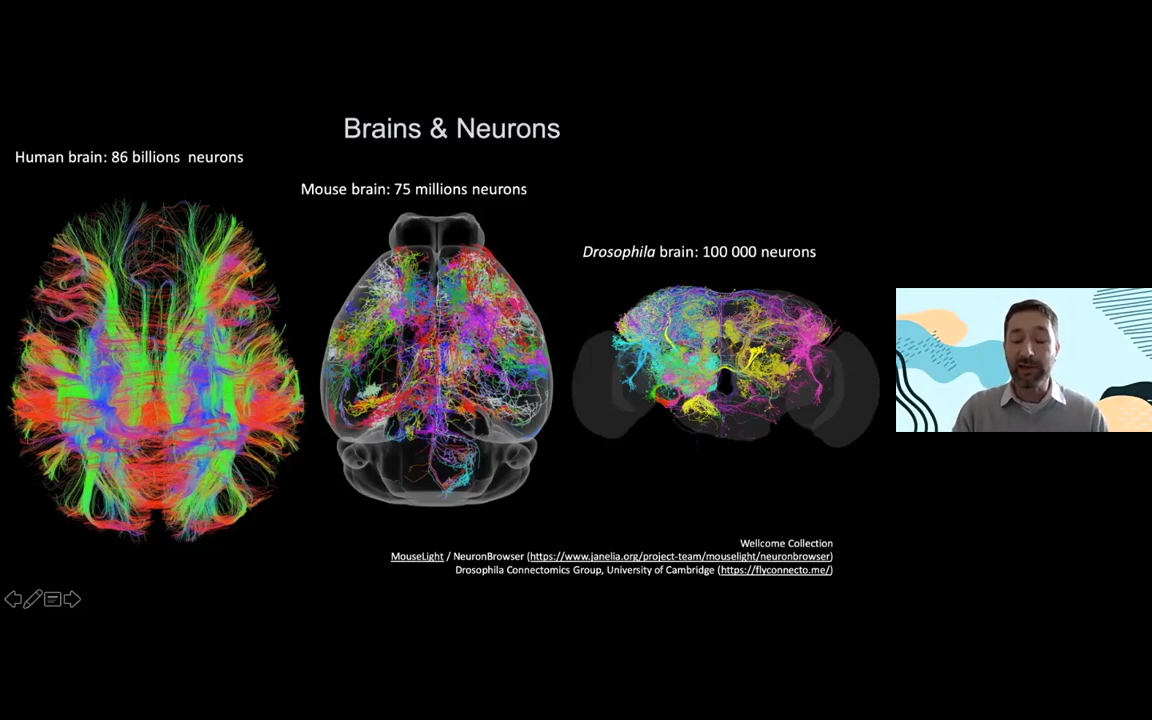 Brains & Neurons
Human brain: 86 billions  neurons
Mouse brain: 75 millions neurons
Drosophila brain: 100 000 neurons
Wellcome Collection
MouseLight / NeuronBrowser (https://www.janelia.org/project-team/mouselight/neuronbrowser)
Drosophila Connectomics Group, University of Cambridge (https://flyconnecto.me/)